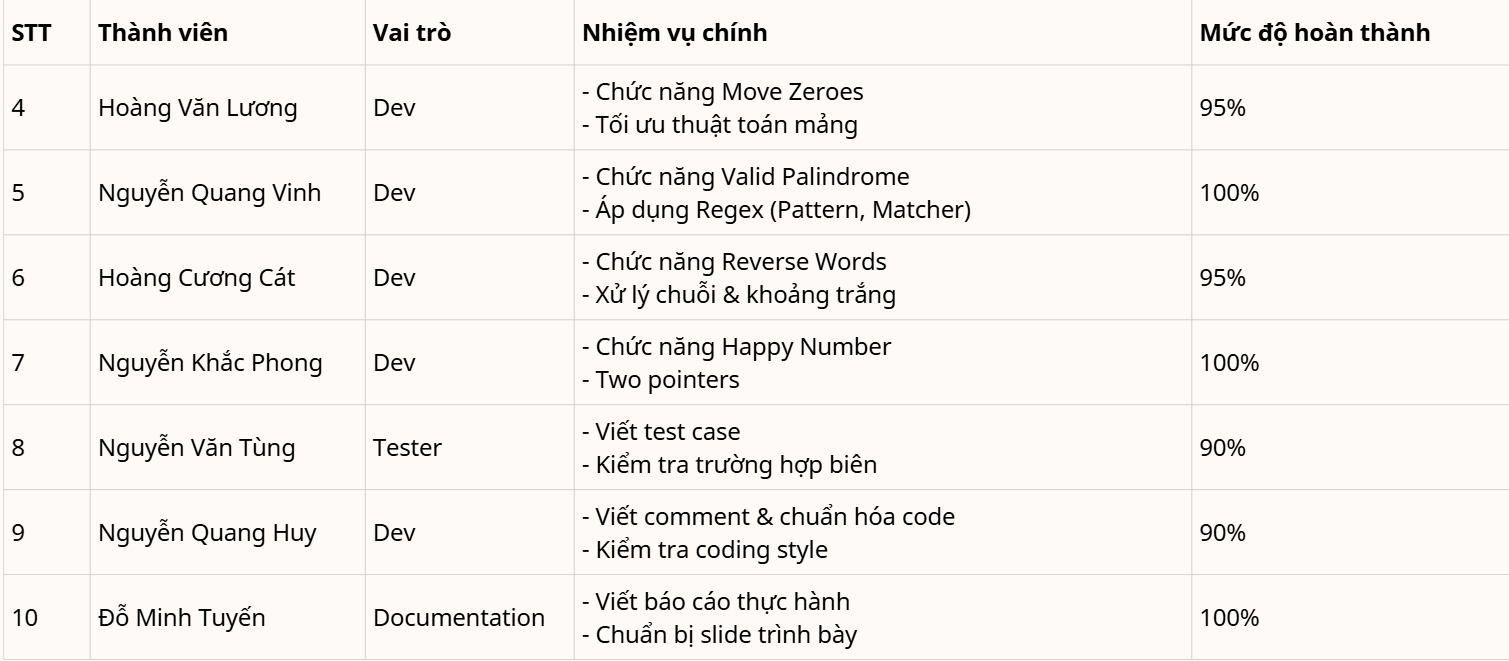 STT Thành viên Vai trò Nhiệm vụ chính Mức độ hoàn thành
4 Hoàng Văn Lương Dev - Chức năng Move Zeroes 95%
- Tối ưu thuật toán mảng
5 Nguyễn Quang Vinh Dev - Chức năng Valid Palindrome 100%
- Áp dụng Regex (Pattern, Matcher)
6 Hoàng Cương Cát Dev - Chức năng Reverse Words 95%
- Xử lý chuỗi & khoảng trắng
7 Nguyễn Khắc Phong Dev - Chức năng Happy Number 100%
- Two pointers
8 Nguyễn Văn Tùng Tester - Viết test case 90%
- Kiểm tra trường hợp biên
9 Nguyễn Quang Huy Dev - Viết comment & chuẩn hóa code 90%
- Kiểm tra coding style
10 Đỗ Minh Tuyến Documentation - Viết báo cáo thực hành 100%
- Chuẩn bị slide trình bày